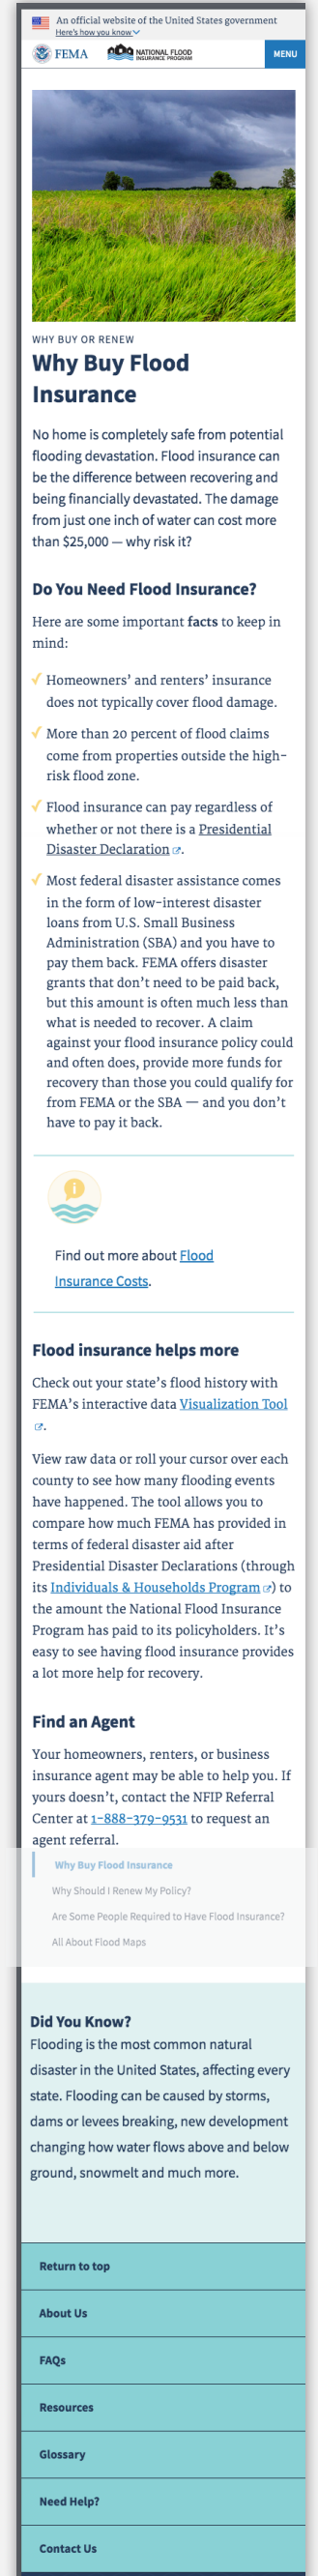 An official website of the United States government
Here's how you know
FEMA
NATIONAL FLOOD
INSURANCE PROGRAM
MENU
WHY BUY OR RENEW
Why Buy Flood
Insurance
No home is completely safe from potential
flooding devastation. Flood insurance can
be the difference between recovering and
being financially devastated. The damage
from just one inch of water can cost more
than $25,000 — why risk it?
Do You Need Flood Insurance?
Here are some important facts to keep in
mind:
Homeowners’ and renters’ insurance
does not typically cover flood damage.
More than 20 percent of flood claims
come from properties outside the high-
risk flood zone.
Flood insurance can pay regardless of
whether or not there is a Presidential
Disaster Declaration.
Most federal disaster assistance comes
in the form of low-interest disaster
loans from U.S. Small Business
Administration (SBA) and you have to
pay them back. FEMA offers disaster
grants that don’t need to be paid back,
but this amount is often much less than
what is needed to recover. A claim
against your flood insurance policy could
and often does, provide more funds for
recovery than those you could qualify for
from FEMA or the SBA — and you don’t
have to pay it back.
Find out more about Flood
Insurance Costs.
Flood insurance helps more
Check out your state’s flood history with
FEMA’s interactive data Visualization Tool
.
View raw data or roll your cursor over each
county to see how many flooding events
have happened. The tool allows you to
compare how much FEMA has provided in
terms of federal disaster aid after
Presidential Disaster Declarations (through
its Individuals & Households Program) to
the amount the National Flood Insurance
Program has paid to its policyholders. It’s
easy to see having flood insurance provides
a lot more help for recovery.
Find an Agent
Your homeowners, renters, or business
insurance agent may be able to help you. If
yours doesn’t, contact the NFIP Referral
Center at 1-888-379-9531 to request an
agent referral.
Why Buy Flood Insurance
Why Should I Renew My Policy?
Are Some People Required to Have Flood Insurance?
All About Flood Maps
Did You Know?
Flooding is the most common natural
disaster in the United States, affecting every
state. Flooding can be caused by storms,
dams or levees breaking, new development
changing how water flows above and below
ground, snowmelt and much more.
Return to top
About Us
FAQs
Resources
Glossary
Need Help?
Contact Us